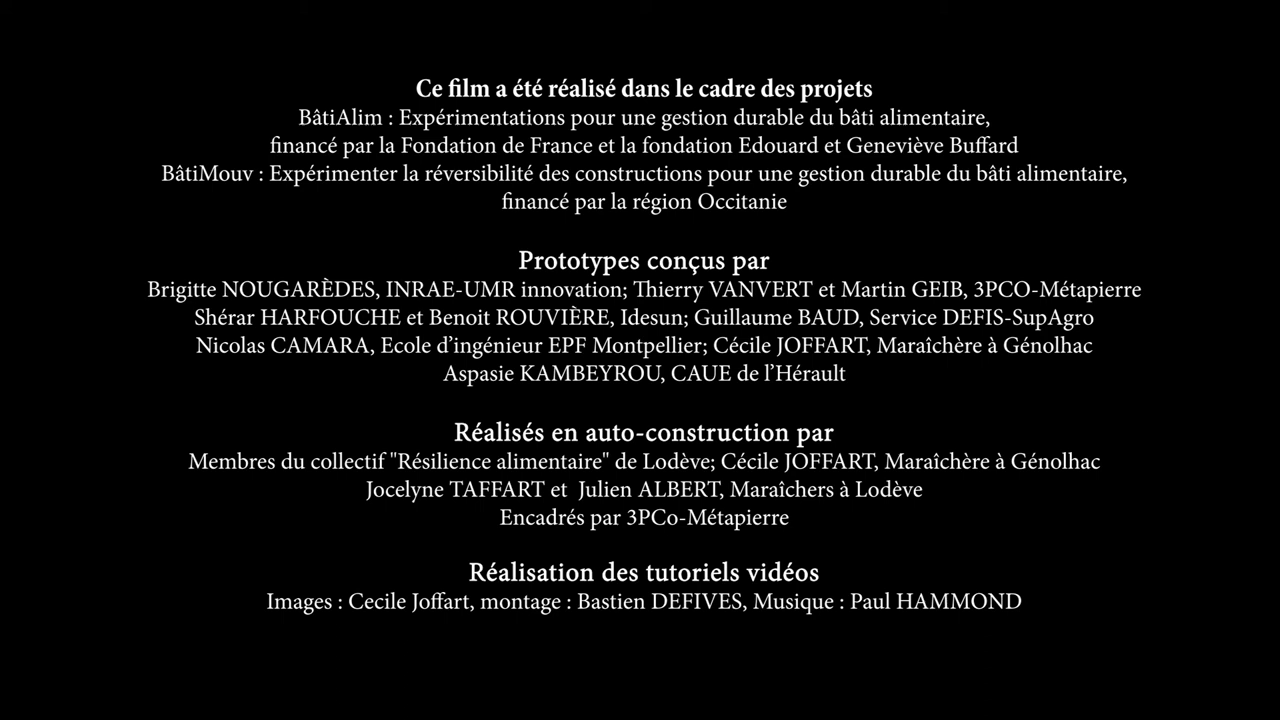 Ce film a été réalisé dans le cadre des projets
BâtiAlim : Expérimentations pour une gestion durable du bâti alimentaire,
financé par la Fondation de France et la fondation Edouard et Geneviève Buffard
BâtiMouv : Expérimenter la réversibilité des constructions pour une gestion durable du bâti alimentaire,
financé par la région Occitanie
Prototypes conçus par
Brigitte NOUGARÈDES, INRAE-UMR innovation; Thierry VANVERT et Martin GEIB, 3PCO-Métapierre
Shérar HARFOUCHE et Benoit ROUVIÈRE, Idesun; Guillaume BAUD, Service DEFIS-SupAgro
Nicolas CAMARA, Ecole d’ingénieur EPF Montpellier; Cécile JOFFART, Maraîchère à Génolhac
Aspasie KAMBEYROU, CAUE de l’Hérault
Réalisés en auto-construction par
Membres du collectif "Résilience alimentaire" de Lodève; Cécile JOFFART, Maraîchère à Génolhac
Jocelyne TAFFART et  Julien ALBERT, Maraîchers à Lodève
Encadrés par 3PCo-Métapierre
Réalisation des tutoriels vidéos
Images : Cecile Joffart, montage : Bastien DEFIVES, Musique : Paul HAMMOND